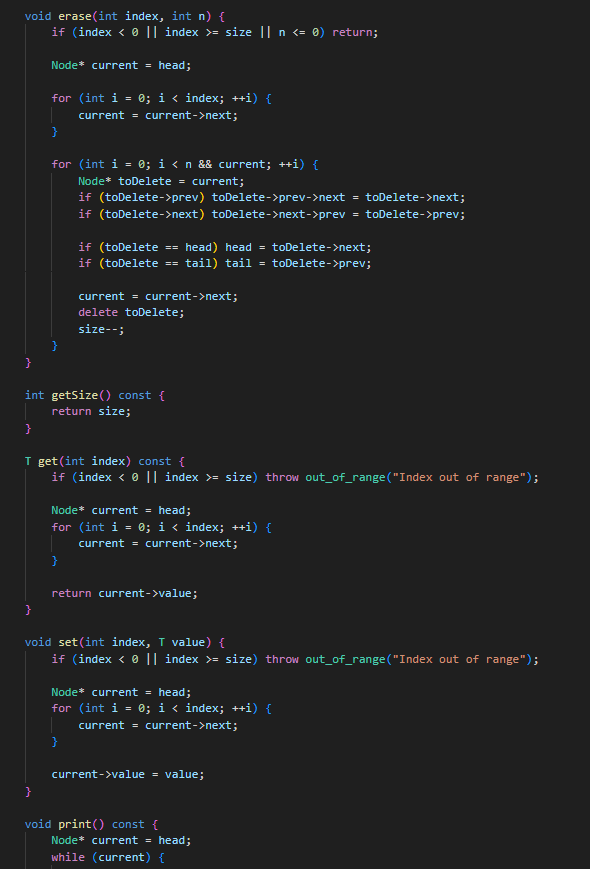 void erase(int index, int n) {
    if (index < 0 || index >= size || n <= 0) return;

    Node* current = head;

    for (int i = 0; i < index; ++i) {
        current = current->next;
    }

    for (int i = 0; i < n && current; ++i) {
        Node* toDelete = current;
        if (toDelete->prev) toDelete->prev->next = toDelete->next;
        if (toDelete->next) toDelete->next->prev = toDelete->prev;

        if (toDelete == head) head = toDelete->next;
        if (toDelete == tail) tail = toDelete->prev;

        current = current->next;
        delete toDelete;
        size--;
    }
}

int getSize() const {
    return size;
}

T get(int index) const {
    if (index < 0 || index >= size) throw out_of_range("Index out of range");

    Node* current = head;
    for (int i = 0; i < index; ++i) {
        current = current->next;
    }

    return current->value;
}

void set(int index, T value) {
    if (index < 0 || index >= size) throw out_of_range("Index out of range");

    Node* current = head;
    for (int i = 0; i < index; ++i) {
        current = current->next;
    }

    current->value = value;
}

void print() const {
    Node* current = head;
    while (current) {